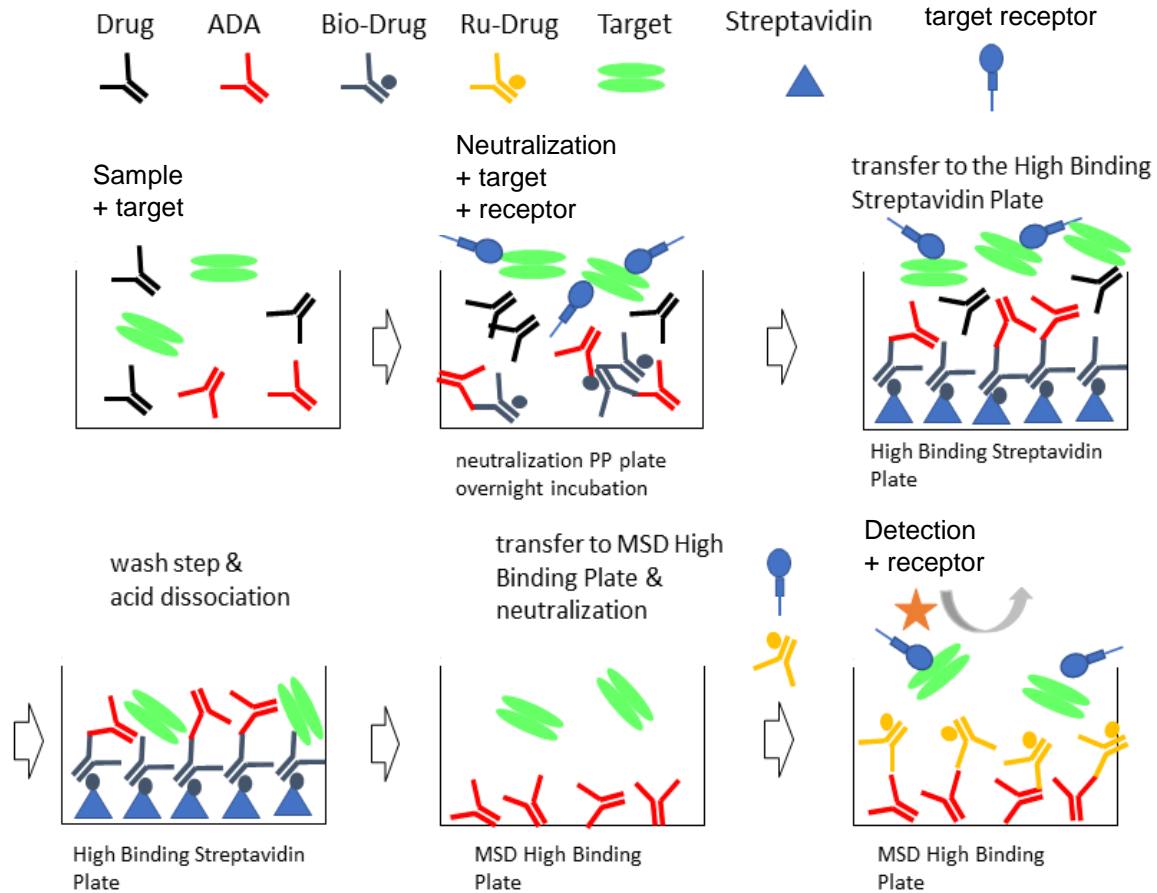 Drug ADA Bio-Drug Ru-Drug Target Streptavidin target receptor
Sample
+ target
Neutralization
+ target
+ receptor
transfer to the High Binding
Streptavidin Plate
neutralization PP plate
overnight incubation
High Binding Streptavidin
Plate
wash step &
acid dissociation
transfer to MSD High
Binding Plate &
neutralization
Detection
+ receptor
High Binding Streptavidin
Plate
MSD High Binding
Plate
MSD High Binding
Plate